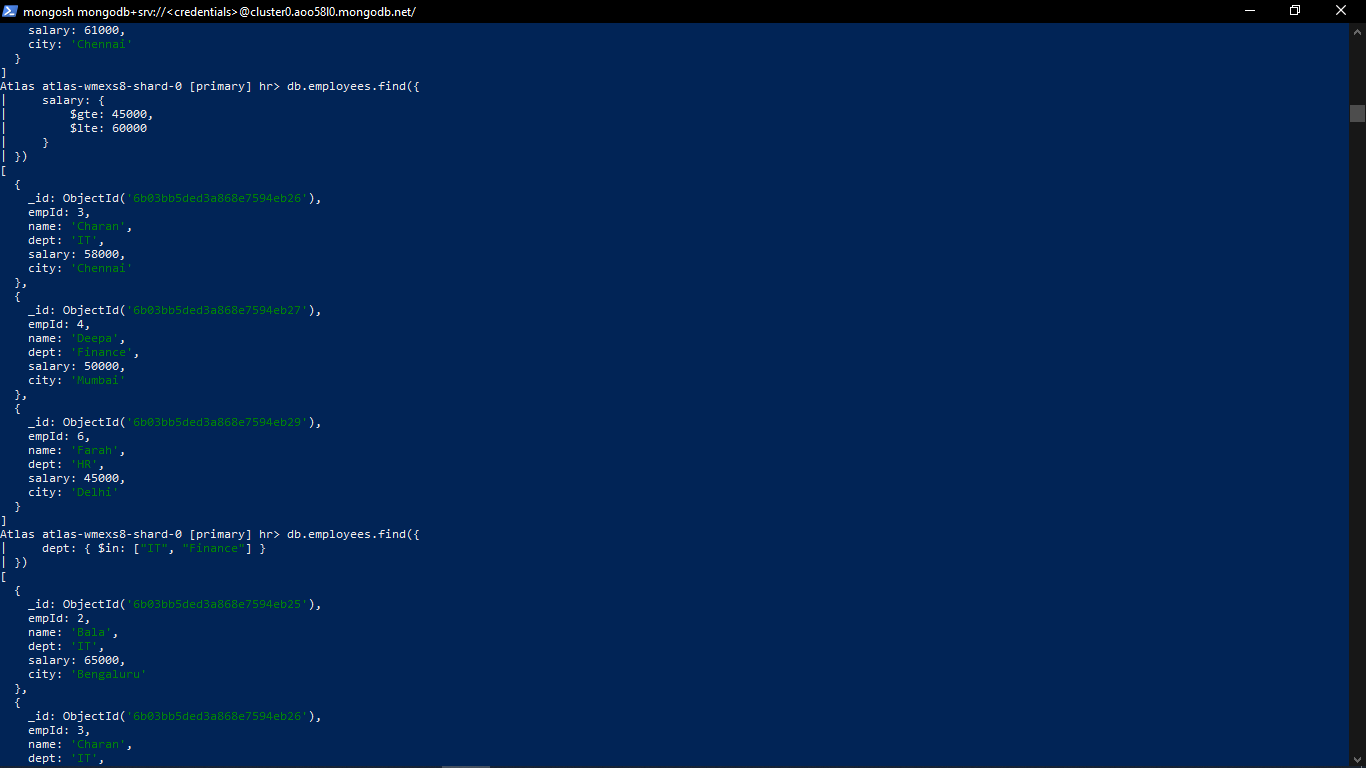 mongosh mongodb+srv://<credentials>@cluster0.aoo58l0.mongodb.net/
    salary: 61000,
    city: 'Chennai'
  }
]
Atlas atlas-wmexs8-shard-0 [primary] hr> db.employees.find({
|     salary: {
|         $gte: 45000,
|         $lte: 60000
|     }
| })
[
  {
    _id: ObjectId('6b03bb5ded3a868e7594eb26'),
    empId: 3,
    name: 'Charan',
    dept: 'IT',
    salary: 58000,
    city: 'Chennai'
  },
  {
    _id: ObjectId('6b03bb5ded3a868e7594eb27'),
    empId: 4,
    name: 'Deepa',
    dept: 'Finance',
    salary: 50000,
    city: 'Mumbai'
  },
  {
    _id: ObjectId('6b03bb5ded3a868e7594eb29'),
    empId: 6,
    name: 'Farah',
    dept: 'HR',
    salary: 45000,
    city: 'Delhi'
  }
]
Atlas atlas-wmexs8-shard-0 [primary] hr> db.employees.find({
|     dept: { $in: ["IT", "Finance"] }
| })
[
  {
    _id: ObjectId('6b03bb5ded3a868e7594eb25'),
    empId: 2,
    name: 'Bala',
    dept: 'IT',
    salary: 65000,
    city: 'Bengaluru'
  },
  {
    _id: ObjectId('6b03bb5ded3a868e7594eb26'),
    empId: 3,
    name: 'Charan',
    dept: 'IT',